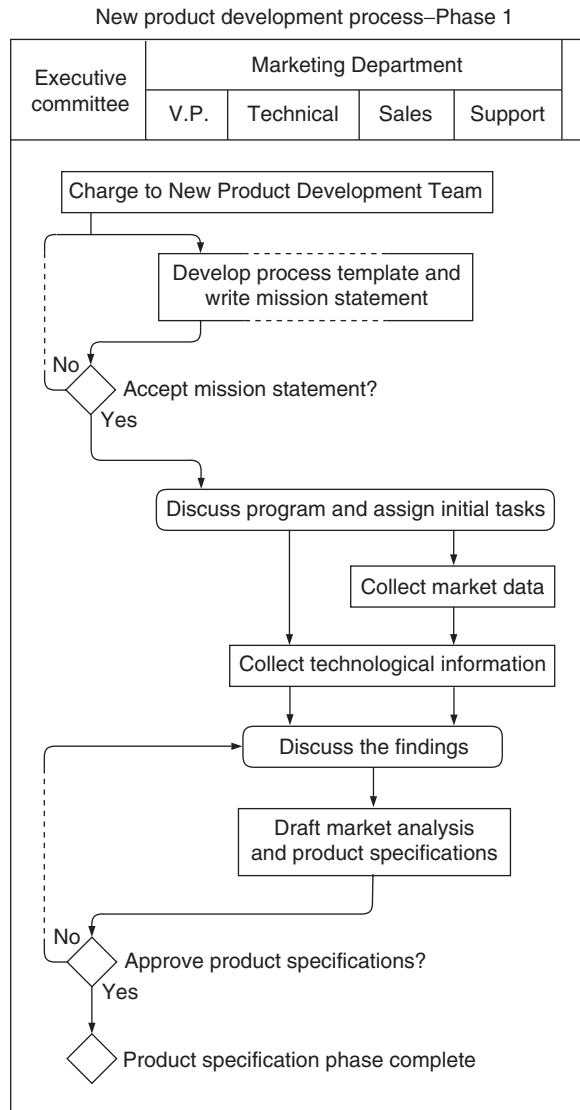 New product development process–Phase 1
Executive
committee
Marketing Department
V.P.
Technical
Sales
Support
Charge to New Product Development Team
Develop process template and
write mission statement
No
Accept mission statement?
Yes
Discuss program and assign initial tasks
Collect market data
Collect technological information
Discuss the findings
Draft market analysis
and product specifications
No
Approve product specifications?
Yes
Product specification phase complete